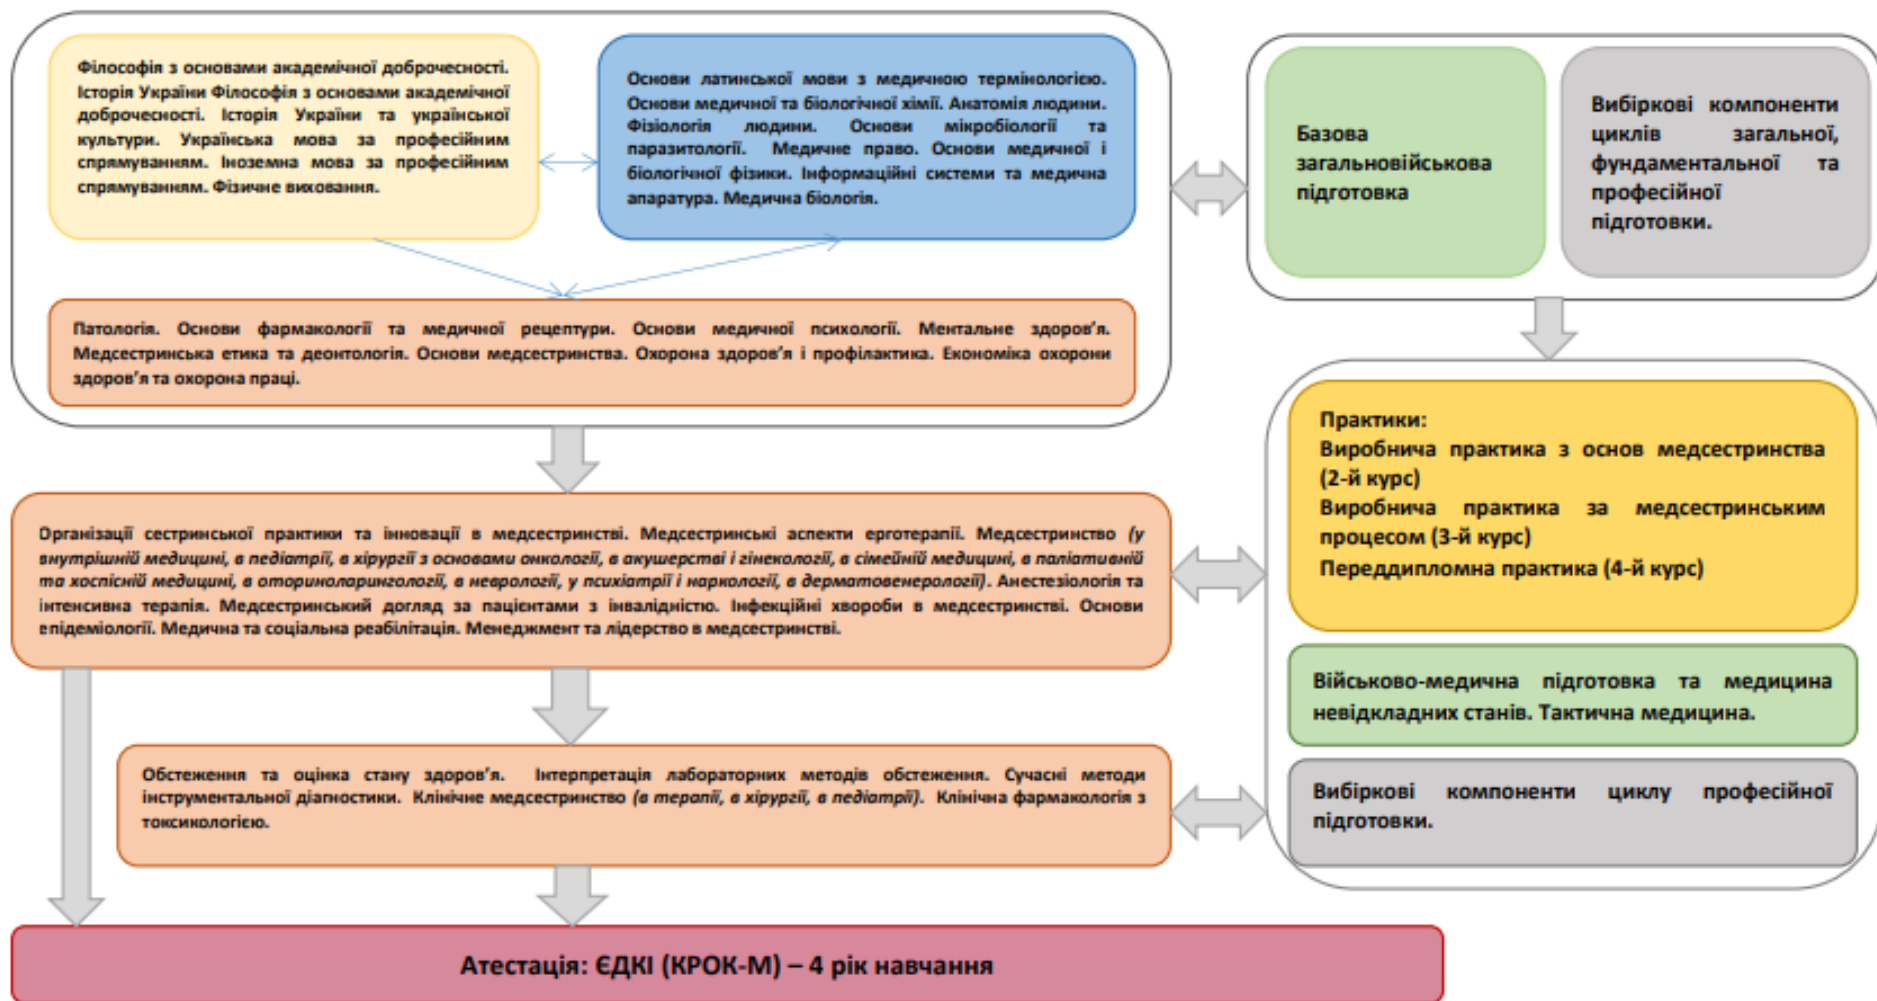 Філософія з основами академічної доброчесності.
Історія України Філософія з основами академічної
доброчесності. Історія України та української
культури. Українська мова за професійним
спрямуванням. Іноземна мова за професійним
спрямуванням. Фізичне виховання.
Основи латинської мови з медичною термінологією.
Основи медичної та біологічної хімії. Анатомія людини.
Фізіологія людини. Основи мікробіології та
паразитології. Медичне право. Основи медичної і
біологічної фізики. Інформаційні системи та медична
апаратура. Медична біологія.
Базова
загальновійськова
підготовка
Вибіркові компоненти
циклів загальної,
фундаментальної та
професійної
підготовки.
Патологія. Основи фармакології та медичної рецептури. Основи медичної психології. Ментальне здоров'я.
Медсестринська етика та деонтологія. Основи медсестринства. Охорона здоров'я і профілактика. Економіка охорони
здоров'я та охорона праці.
Практики:
Виробнича практика з основ медсестринства
(2-й курс)
Виробнича практика за медсестринським
процесом (3-й курс)
Переддипломна практика (4-й курс)
Організації сестринської практики та інновації в медсестринстві. Медсестринські аспекти ерготерапії. Медсестринство (у
внутрішній медицині, в педіатрії, в хірургії з основами онкології, в акушерстві і гінекології, в сімейній медицині, в паліативній
та хоспісній медицині, в оториноларингології, в неврології, у психіатрії і наркології, в дерматовенерології). Анестезіологія та
інтенсивна терапія. Медсестринський догляд за пацієнтами з інвалідністю. Інфекційні хвороби в медсестринстві. Основи
епідеміології. Медична та соціальна реабілітація. Менеджмент та лідерство в медсестринстві.
Військово-медична підготовка та медицина
невідкладних станів. Тактична медицина.
Обстеження та оцінка стану здоров'я. Інтерпретація лабораторних методів обстеження. Сучасні методи
інструментальної діагностики. Клінічне медсестринство (в терапії, в хірургії, в педіатрії). Клінічна фармакологія з
токсикологією.
Вибіркові компоненти циклу професійної
підготовки.
Атестація: ЄДКІ (КРОК-М) – 4 рік навчання